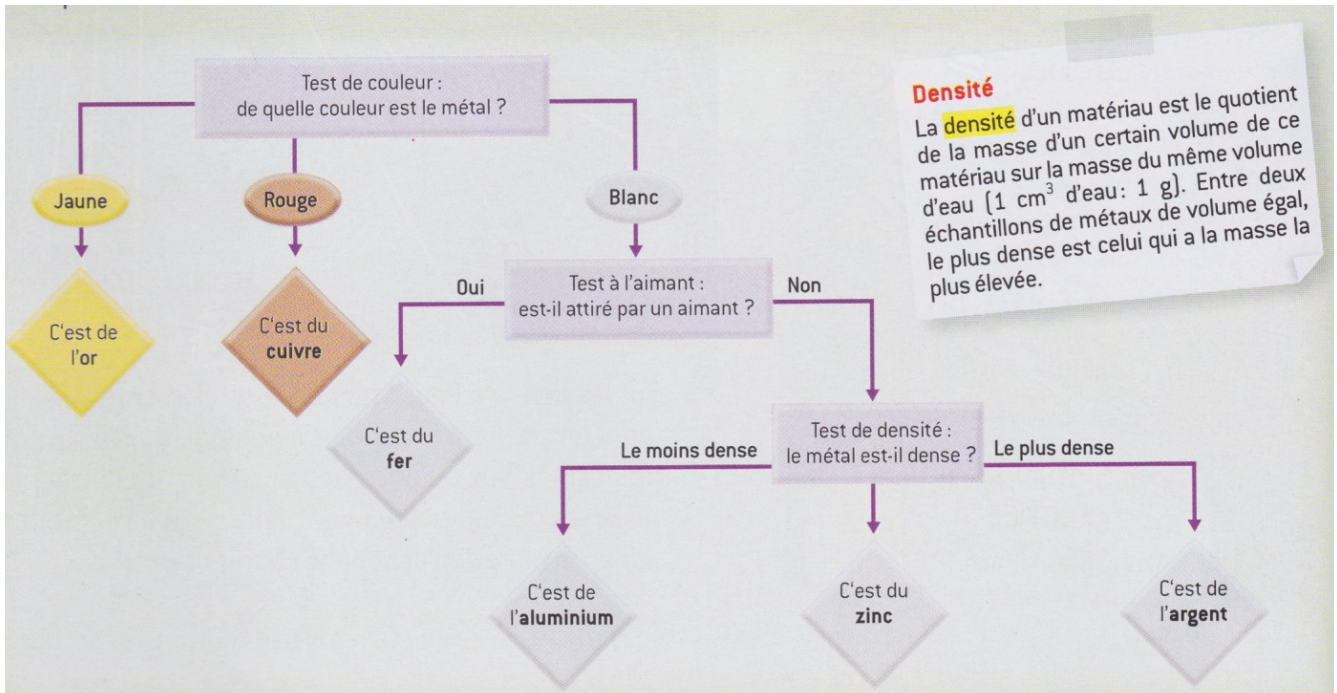 Test de couleur :
de quelle couleur est le métal ?
Jaune
Rouge
Blanc
C'est de
l'or
C'est du
cuivre
Oui
Test à l'aimant :
est-il attiré par un aimant ?
Non
C'est du
fer
Le moins dense
Test de densité :
le métal est-il dense ?
Le plus dense
C'est de
l'aluminium
C'est du
zinc
C'est de
l'argent
Densité
La densité d'un matériau est le quotient
de la masse d'un certain volume de ce
matériau sur la masse du même volume
d'eau (1 cm³ d'eau: 1 g). Entre deux
échantillons de métaux de volume égal,
le plus dense est celui qui a la masse la
plus élevée.